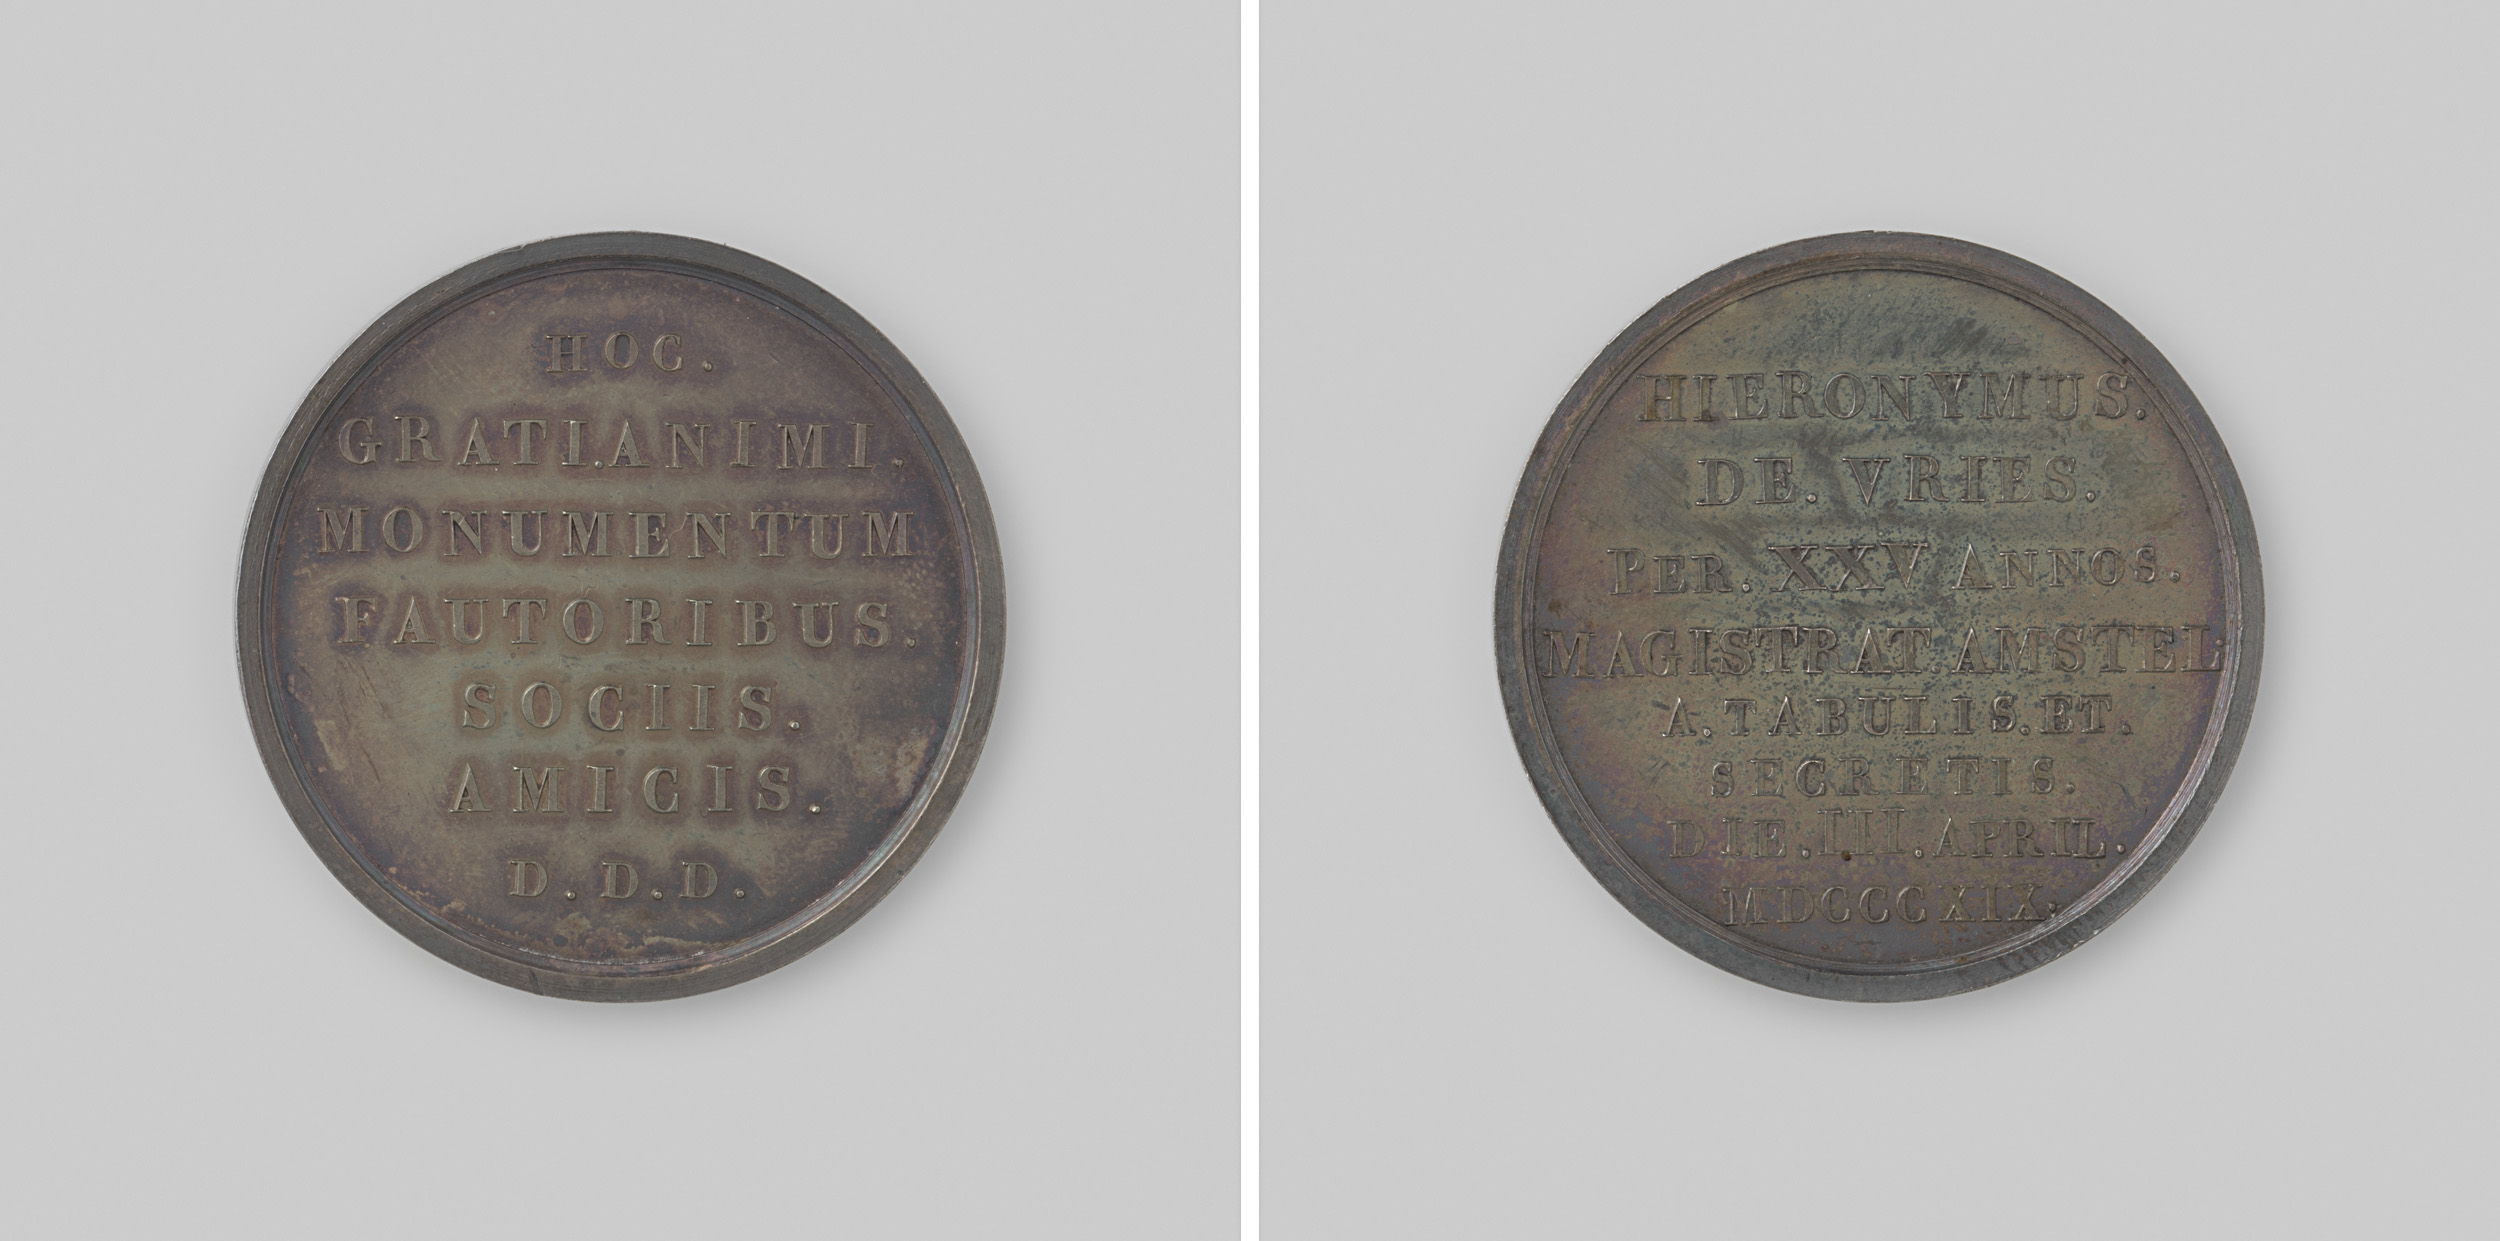 HOC.
GRATI.ANIMI.
MONUMENTUM
FAUTORIBUS.
SOCIIS.
AMICIS.
D.D.D.
HIERONYMUS.
DE. VRIES.
PER. XXV ANNOS.
MAGISTRAT. AMSTEL.
A. TABULIS. ET.
SECRETIS.
DIE. III. APRIL.
MDCCCXIX.